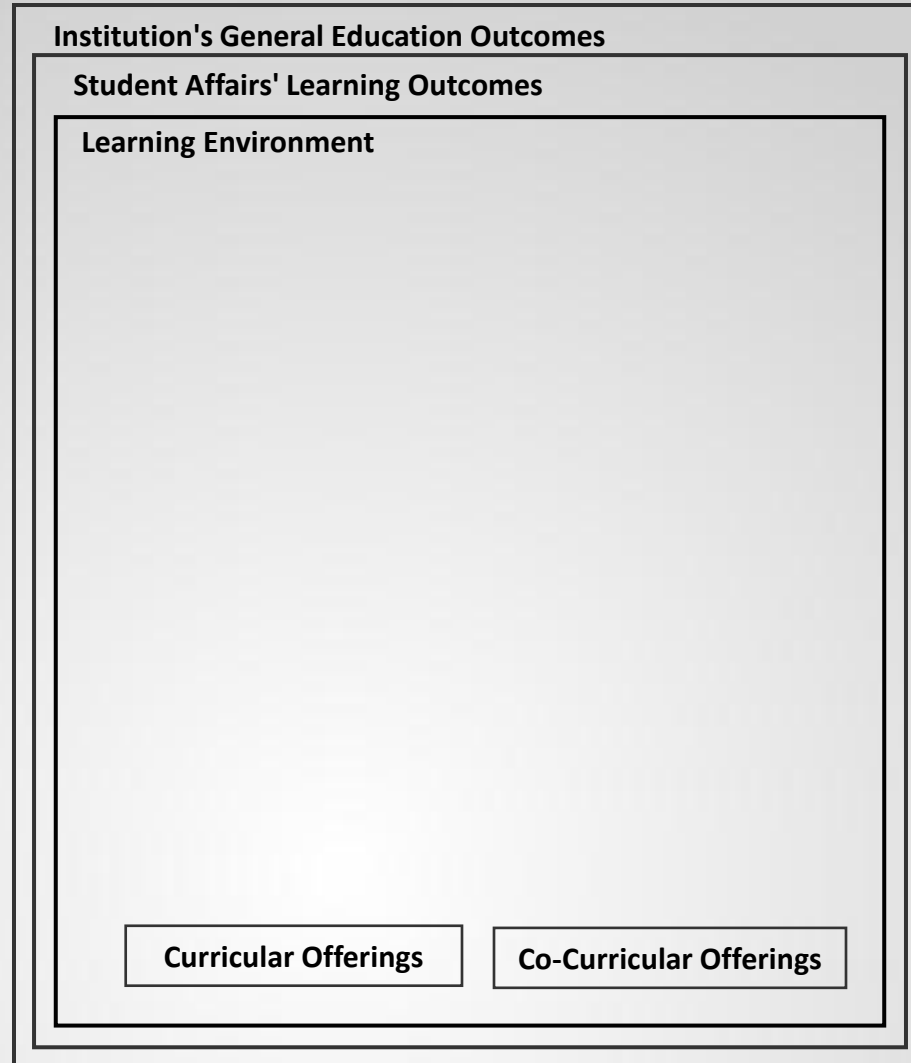 Institution's General Education Outcomes
Student Affairs' Learning Outcomes
Learning Environment
Curricular Offerings
Co-Curricular Offerings